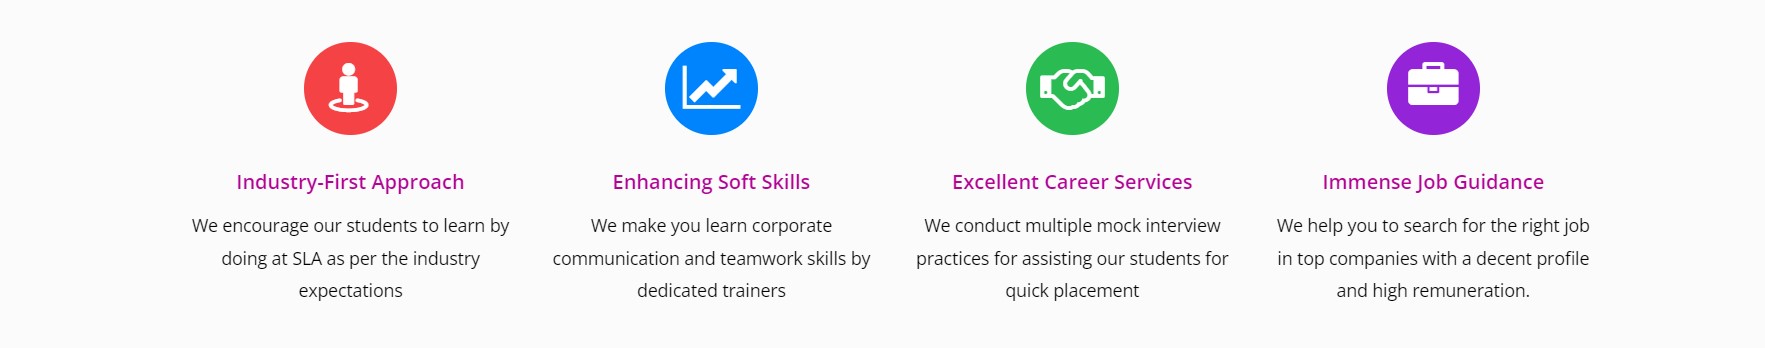 Industry-First Approach
We encourage our students to learn by
doing at SLA as per the industry
expectations
Enhancing Soft Skills
We make you learn corporate
communication and teamwork skills by
dedicated trainers
Excellent Career Services
We conduct multiple mock interview
practices for assisting our students for
quick placement
Immense Job Guidance
We help you to search for the right job
in top companies with a decent profile
and high remuneration.